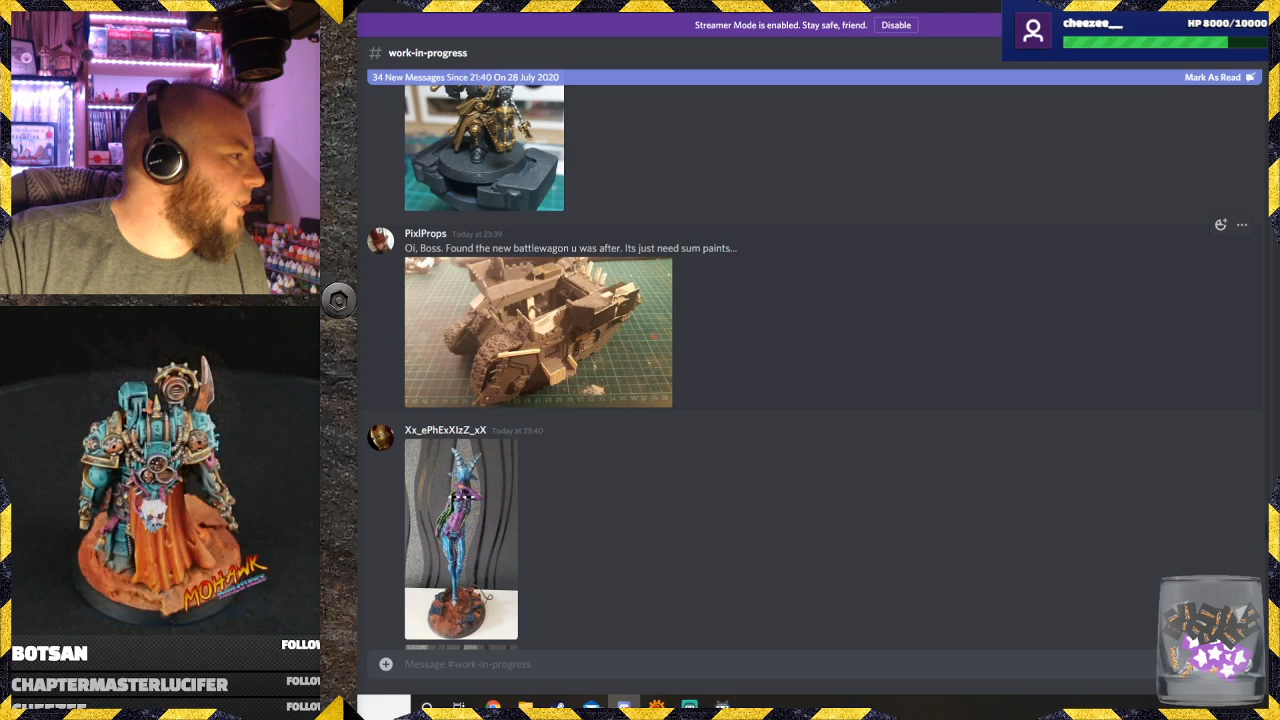 Streamer Mode is enabled. Stay safe, friend. Disable
cheezee__ HP 8000/10000
# work-in-progress
34 New Messages Since 21:40 On 28 July 2020 Mark As Read
PixlProps Today at 23:39
Oi, Boss. Found the new battlewagon u was after. Its just need sum paints...
Xx_ePhExXIzZ_xX Today at 23:40
Message #work-in-progress
SONY
MOHAWK
BOTSAN FOLLOW
CHAPTERMASTERLUCIFER FOLLOW
CHEEZEE FOLLOW